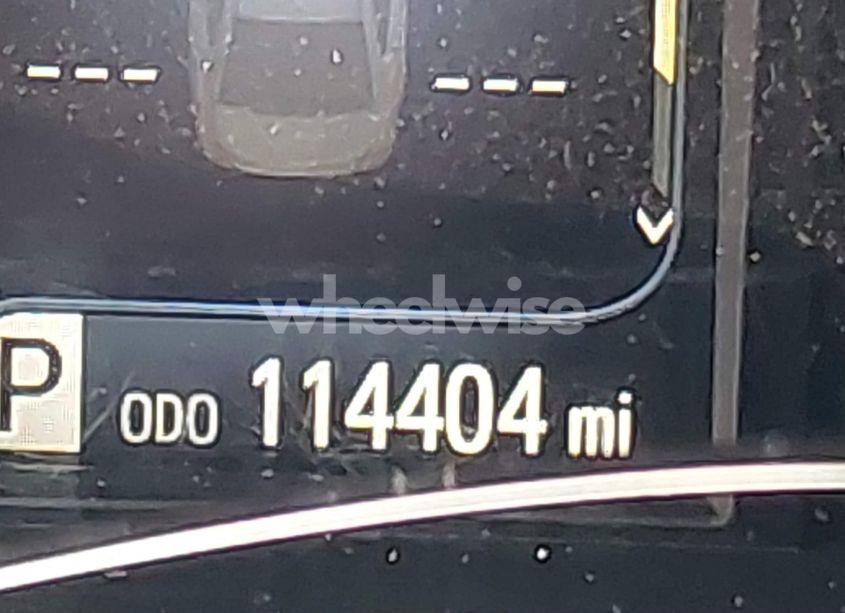 --- ---
wheelwise
P ODO 114404 mi